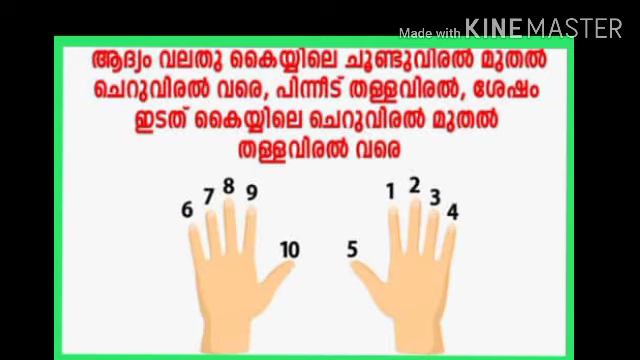 Made with KINEMASTER
ആദ്യം വലതു കൈയ്യിലെ ചൂണ്ടുവിരൽ മുതൽ
ചെറുവിരൽ വരെ, പിന്നീട് തള്ളവിരൽ, ശേഷം
ഇടത് കൈയ്യിലെ ചെറുവിരൽ മുതൽ
തള്ളവിരൽ വരെ
6 7 8 9 1 2 3 4
10 5